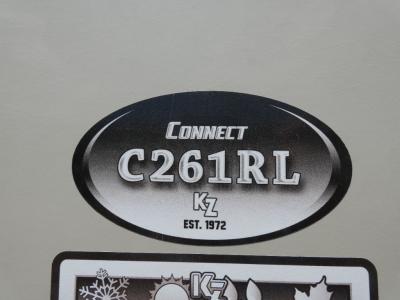 CONNECT
C261RL
KZ
EST. 1972
KZ